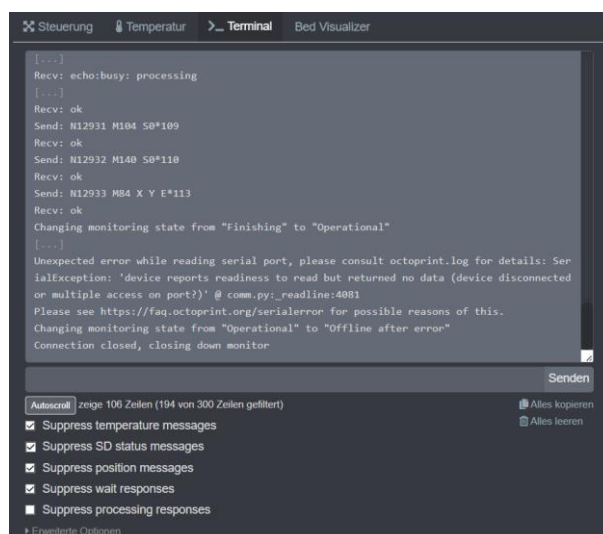 Steuerung Temperatur >_ Terminal Bed Visualizer
[...]
Recv: echo:busy: processing
[...]
Recv: ok
Send: N12931 M104 S0*109
Recv: ok
Send: N12932 M140 S0*110
Recv: ok
Send: N12933 M84 X Y E*113
Recv: ok
Changing monitoring state from "Finishing" to "Operational"
[...]
Unexpected error while reading serial port, please consult octoprint.log for details: Ser
ialException: 'device reports readiness to read but returned no data (device disconnected
or multiple access on port?)' @ comm.py:_readline:4081
Please see https://faq.octoprint.org/serialerror for possible reasons of this.
Changing monitoring state from "Operational" to "Offline after error"
Connection closed, closing down monitor
Senden
Autoscroll zeige 106 Zeilen (194 von 300 Zeilen gefiltert) Alles kopieren
Alles leeren
Suppress temperature messages
Suppress SD status messages
Suppress position messages
Suppress wait responses
Suppress processing responses
Erweiterte Optionen